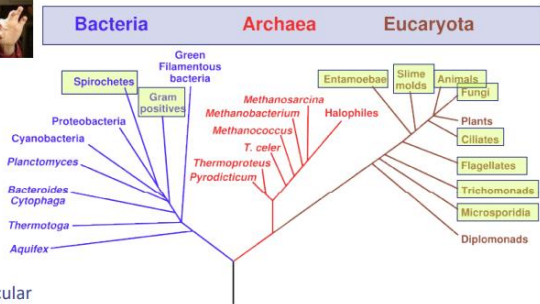 Bacteria
Archaea
Eucaryota
Green
Filamentous
bacteria
Spirochetes
Gram
positives
Proteobacteria
Cyanobacteria
Planctomyces
Bacteroides
Cytophaga
Thermotoga
Aquifex
Methanosarcina
Methanobacterium
Halophiles
Methanococcus
T. celer
Thermoproteus
Pyrodicticum
Entamoebae
Slime
molds
Animals
Fungi
Plants
Ciliates
Flagellates
Trichomonads
Microsporidia
Diplomonads
cular